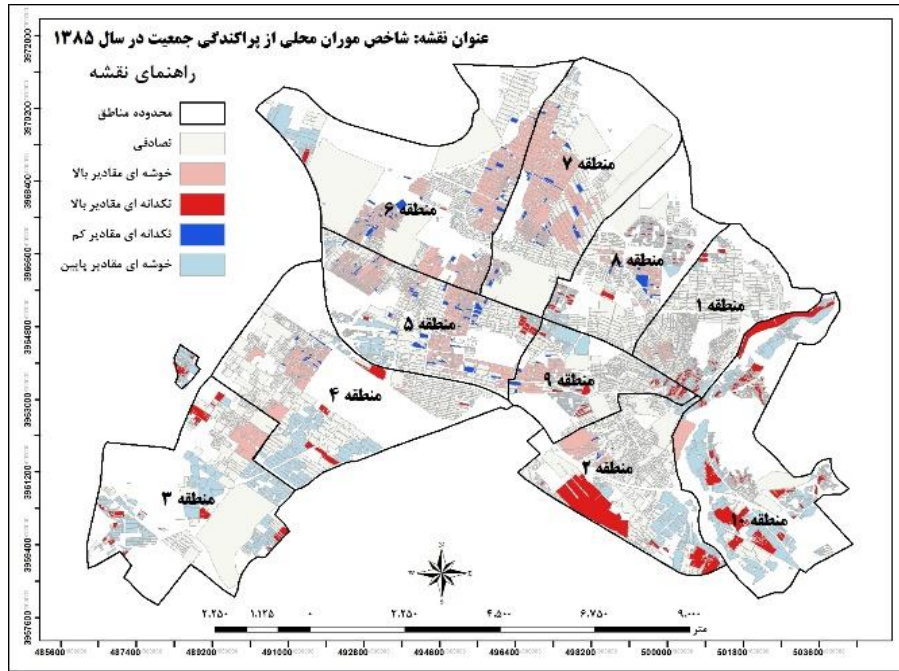 عنوان نقشه: شاخص موران محلی از پراکندگی جمعیت در سال ۱۳۸۵
راهنمای نقشه
محدوده مناطق
تصادفی
خوشه ای مقادیر بالا
تکدانه ای مقادیر بالا
تکدانه ای مقادیر کم
خوشه ای مقادیر پایین
منطقه ۷
منطقه ۶
منطقه ۸
منطقه ۱
منطقه ۵
منطقه ۹
منطقه ۴
منطقه ۲
منطقه ۳
منطقه ۱۰
N
W
E
S
۲.۲۵۰ ۱.۱۲۵ ۰ ۲.۲۵۰ ۴.۵۰۰ ۶.۷۵۰ ۹.۰۰۰
متر
3972000
3970200
3968400
3966600
3964800
3963000
3961200
3959400
3957600
485600 487400 489200 491000 492800 494600 496400 498200 500000 501800 503600